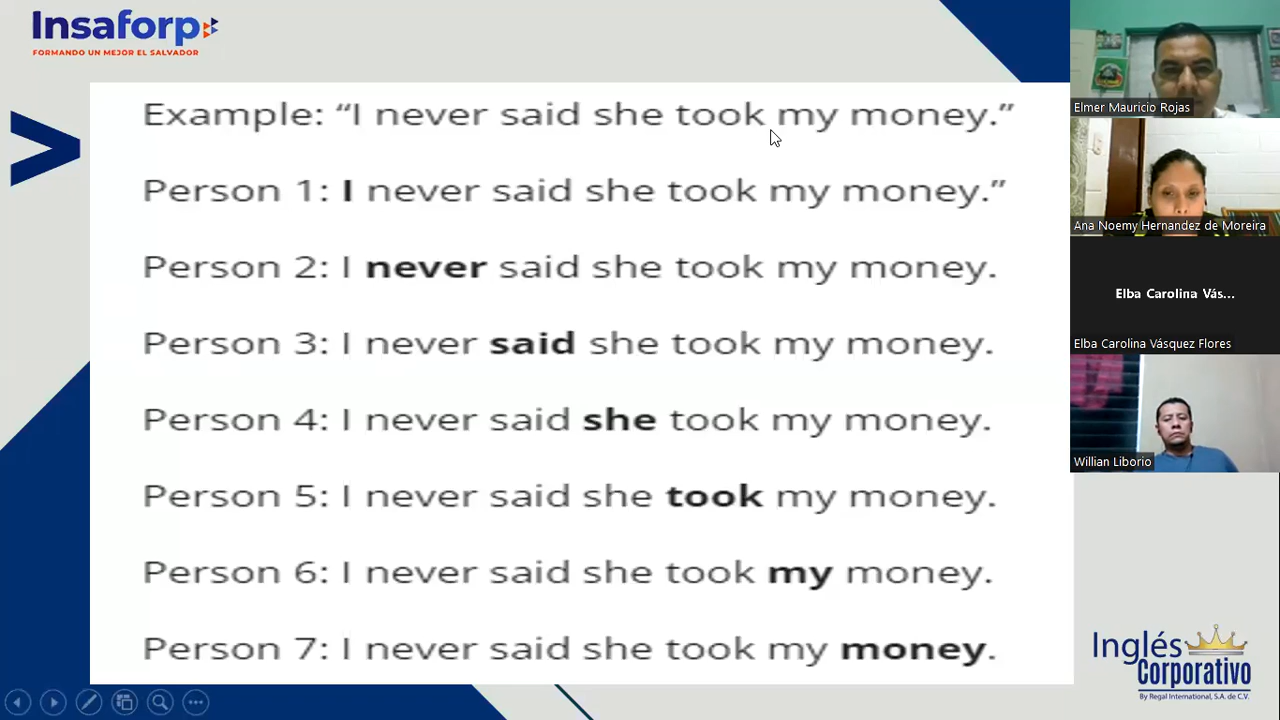 Insaforp
FORMANDO UN MEJOR EL SALVADOR
Example: “I never said she took my money.”
Person 1: I never said she took my money.”
Person 2: I never said she took my money.
Person 3: I never said she took my money.
Person 4: I never said she took my money.
Person 5: I never said she took my money.
Person 6: I never said she took my money.
Person 7: I never said she took my money.
Elmer Mauricio Rojas
Ana Noemy Hernandez de Moreira
Elba Carolina Vás...
Elba Carolina Vásquez Flores
Willian Liborio
Inglés
Corporativo
By Regal International, S.A. de C.V.